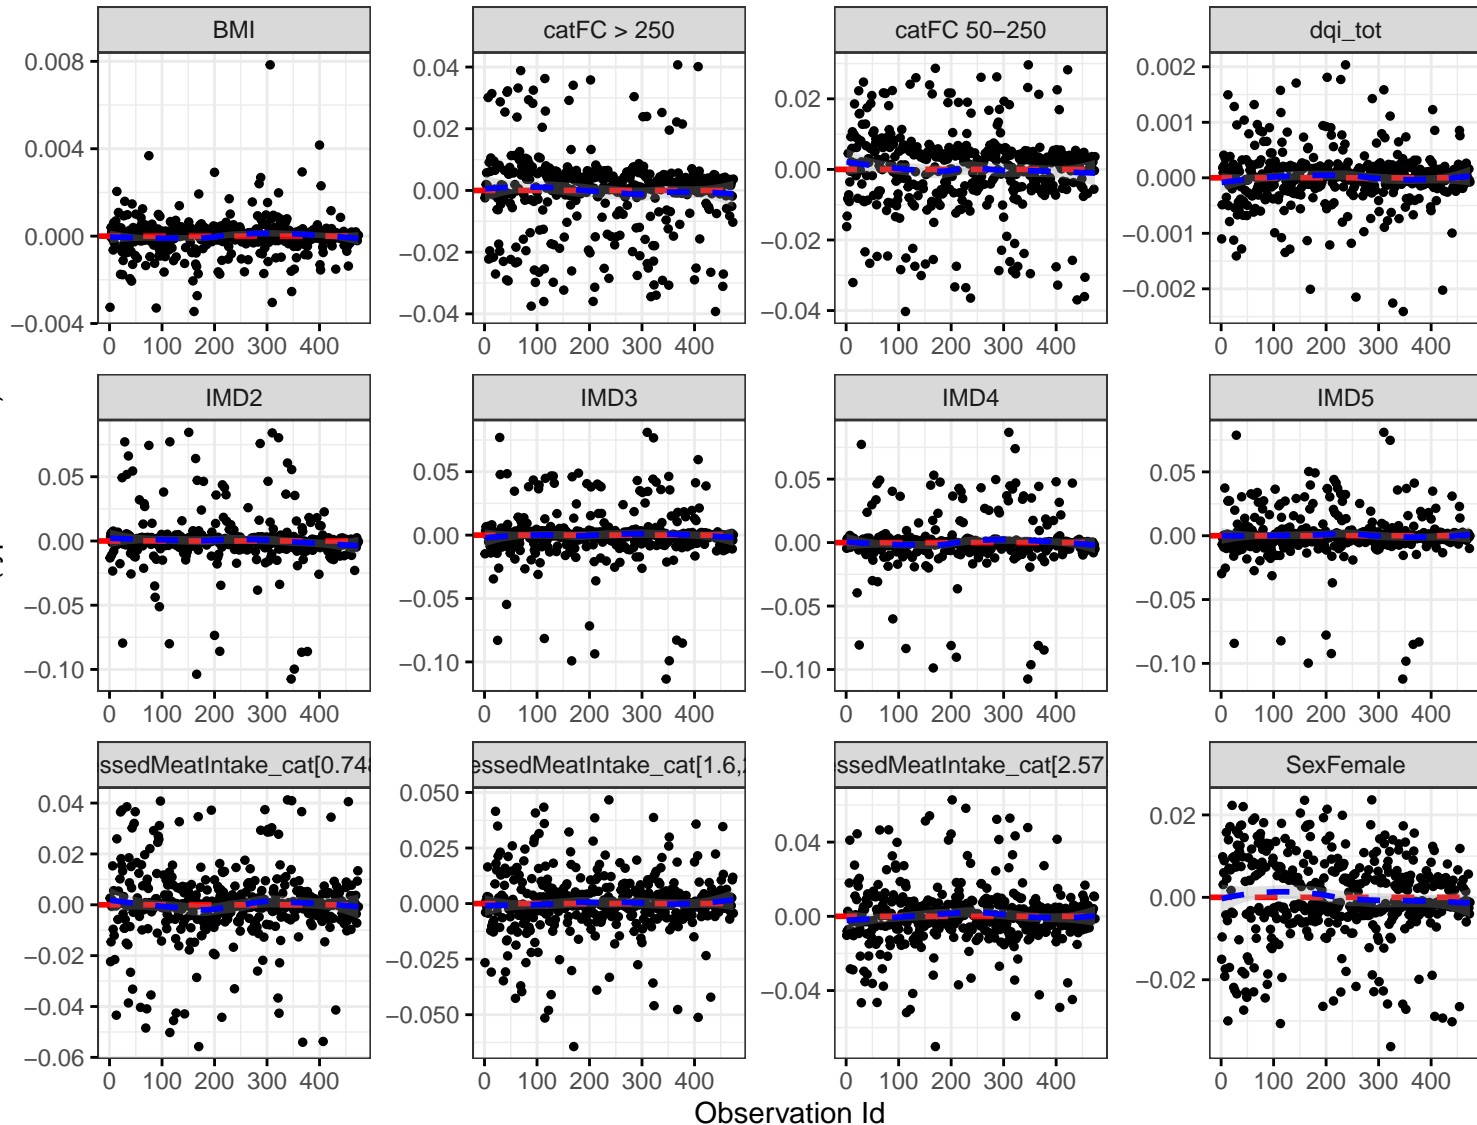 BMI
catFC > 250
catFC 50−250
dqi_tot
0.008
0.004
0.000
−0.004
0.04
0.02
0.00
−0.02
−0.04
0.02
0.00
−0.02
−0.04
0.002
0.001
0.000
−0.001
−0.002
0 100 200 300 400
0 100 200 300 400
0 100 200 300 400
0 100 200 300 400
IMD2
IMD3
IMD4
IMD5
0.05
0.00
−0.05
−0.10
0.05
0.00
−0.05
−0.10
0.05
0.00
−0.05
−0.10
0.05
0.00
−0.05
−0.10
0 100 200 300 400
0 100 200 300 400
0 100 200 300 400
0 100 200 300 400
ssedMeatIntake_cat[0.748
essedMeatIntake_cat[1.6,2
ssedMeatIntake_cat[2.57,
SexFemale
0.04
0.02
0.00
−0.02
−0.04
−0.06
0.050
0.025
0.000
−0.025
−0.050
0.04
0.00
−0.04
0.02
0.00
−0.02
0 100 200 300 400
0 100 200 300 400
0 100 200 300 400
0 100 200 300 400
Observation Id